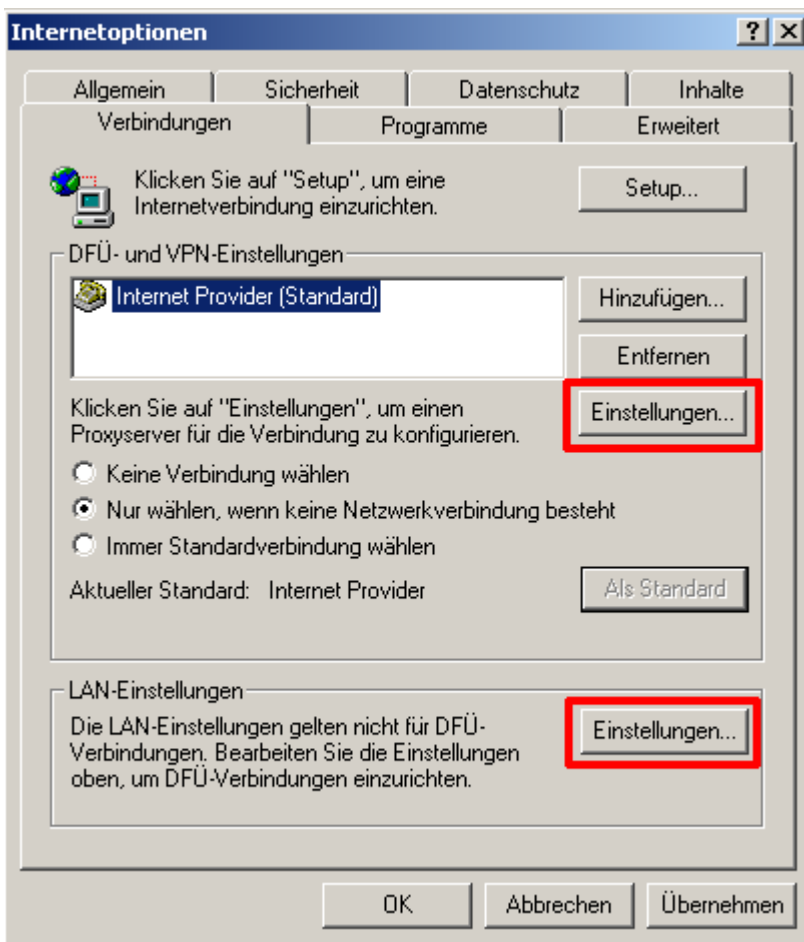 Internetoptionen
Allgemein Sicherheit Datenschutz Inhalte
Verbindungen Programme Erweitert
Klicken Sie auf "Setup", um eine
Internetverbindung einzurichten.
Setup...
DFÜ- und VPN-Einstellungen
Internet Provider (Standard)
Hinzufügen...
Entfernen
Klicken Sie auf "Einstellungen", um einen
Proxyserver für die Verbindung zu konfigurieren.
Einstellungen...
Keine Verbindung wählen
Nur wählen, wenn keine Netzwerkverbindung besteht
Immer Standardverbindung wählen
Aktueller Standard: Internet Provider
Als Standard
LAN-Einstellungen
Die LAN-Einstellungen gelten nicht für DFÜ-
Verbindungen. Bearbeiten Sie die Einstellungen
oben, um DFÜ-Verbindungen einzurichten.
Einstellungen...
OK Abbrechen Übernehmen